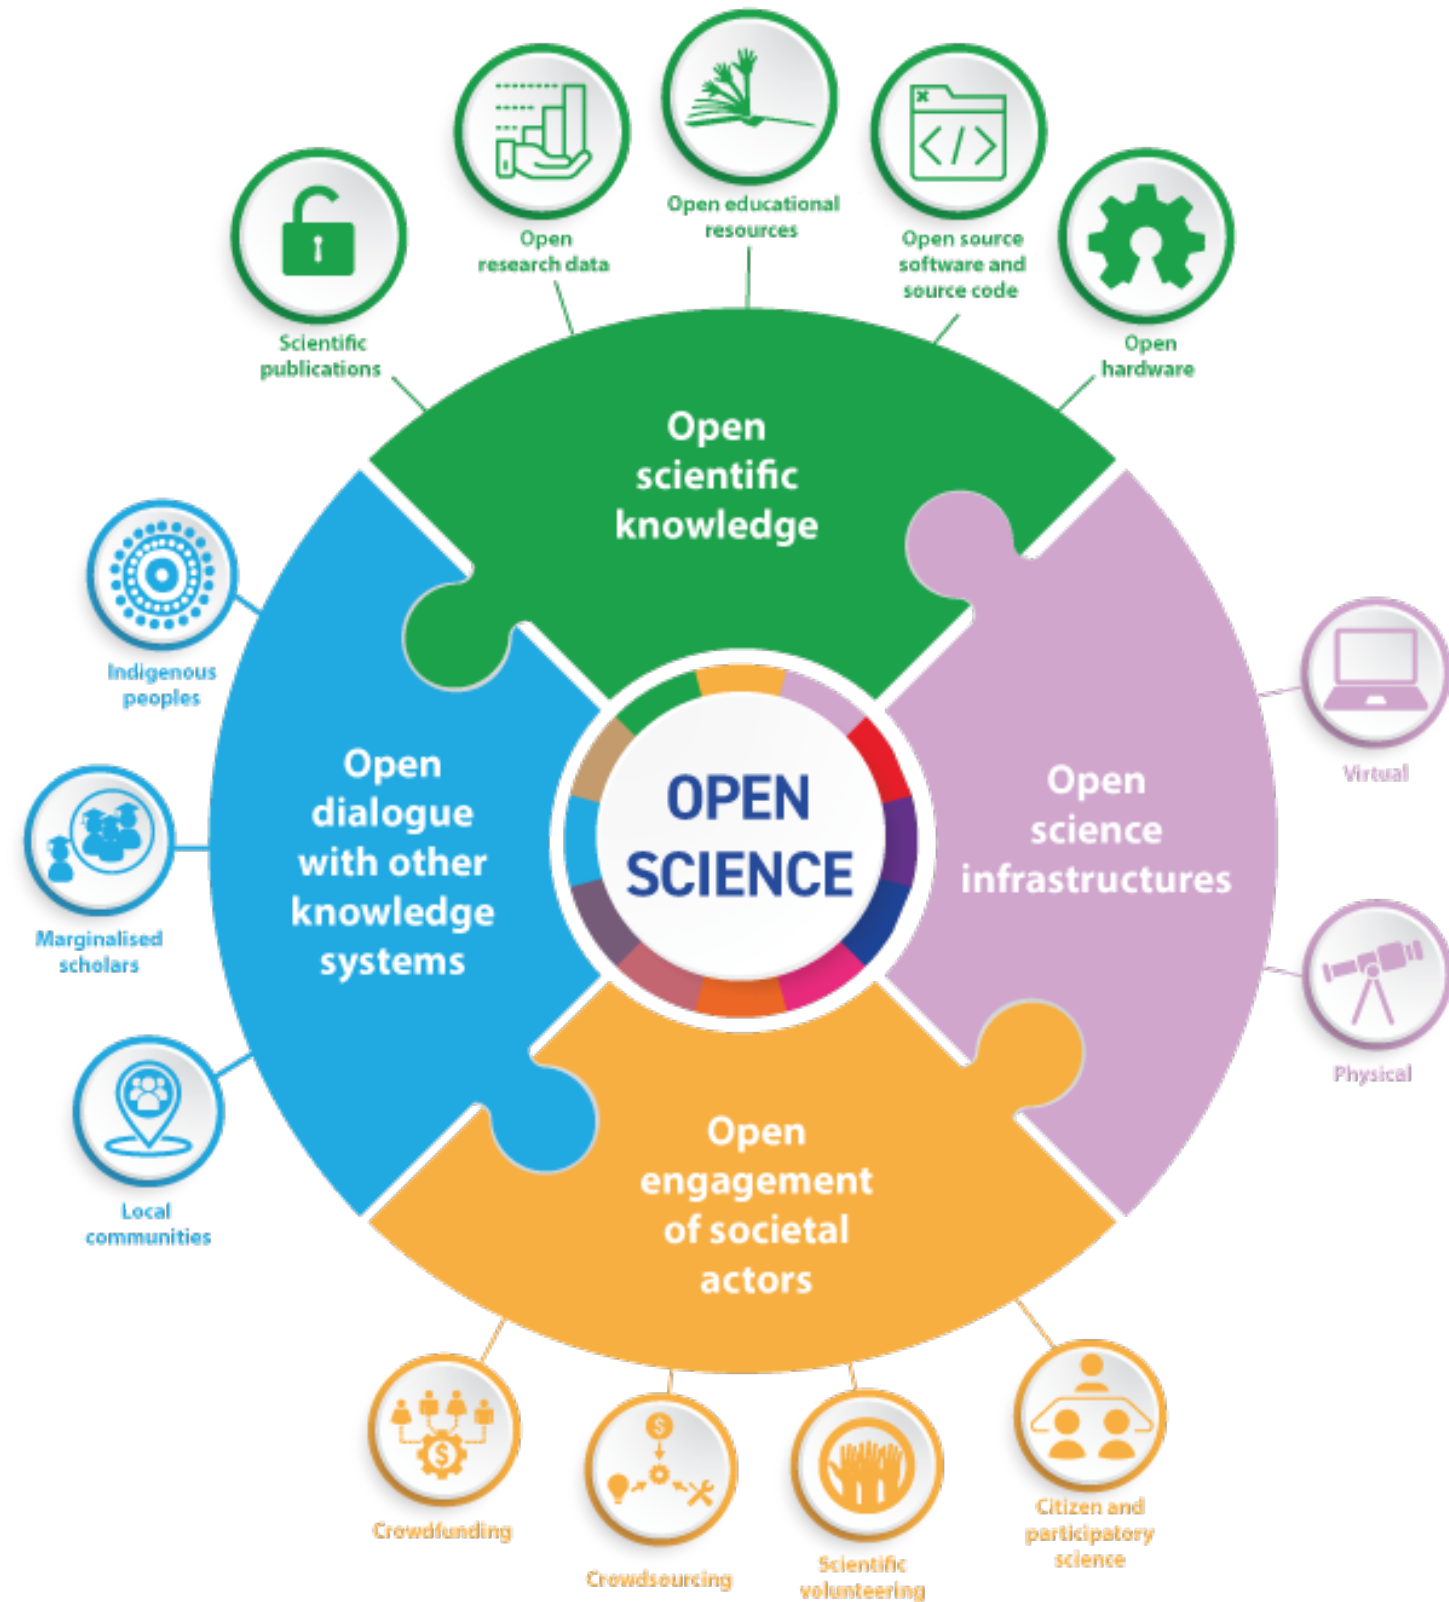 Open educational
resources
Open
research data
Open source
software and
source code
Scientific
publications
Open
hardware
Open
scientific
knowledge
Indigenous
peoples
Marginalised
scholars
Local
communities
Open
dialogue
with other
knowledge
systems
OPEN
SCIENCE
Open
science
infrastructures
Virtual
Physical
Open
engagement
of societal
actors
Crowdfunding
Crowdsourcing
Scientific
volunteering
Citizen and
participatory
science